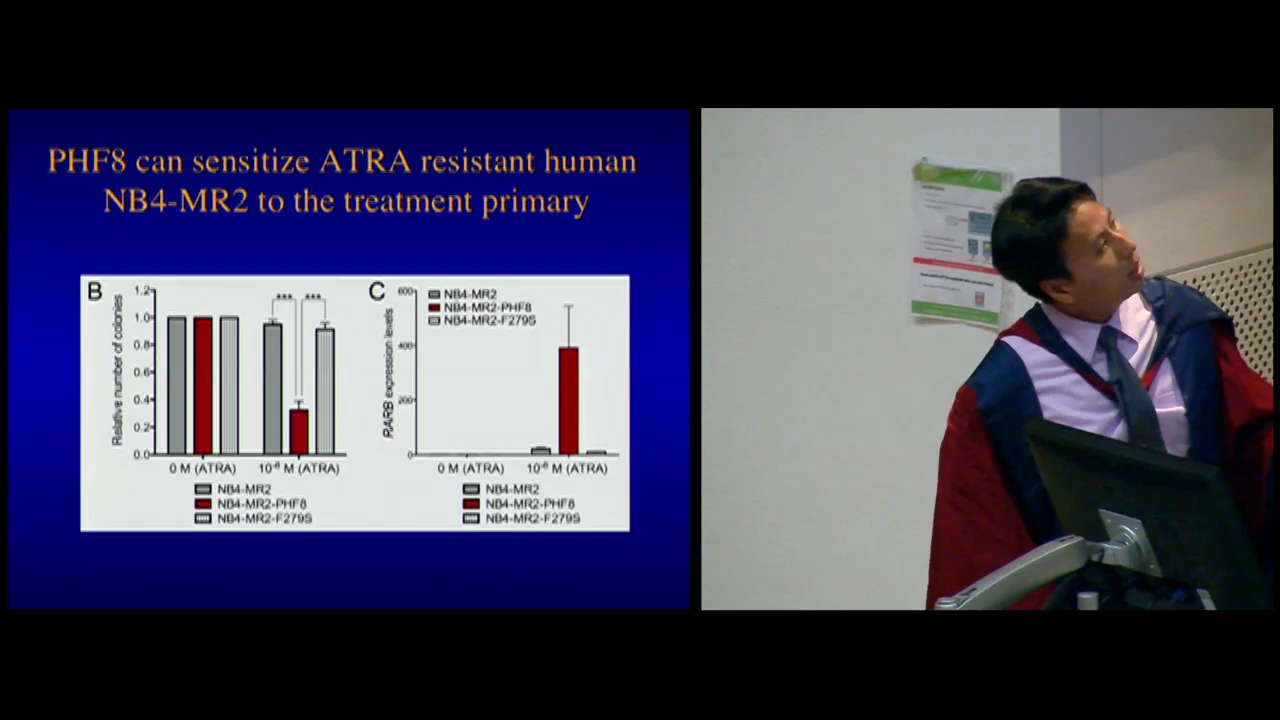 PHF8 can sensitize ATRA resistant human
NB4-MR2 to the treatment primary
B
Relative number of colonies
1.2
1.0
0.8
0.6
0.4
0.2
0.0
*** ***
0 M (ATRA) 10⁻⁸ M (ATRA)
NB4-MR2
NB4-MR2-PHF8
NB4-MR2-F279S
C
RARB expression levels
600
400
200
0
NB4-MR2
NB4-MR2-PHF8
NB4-MR2-F279S
0 M (ATRA) 10⁻⁸ M (ATRA)
NB4-MR2
NB4-MR2-PHF8
NB4-MR2-F279S